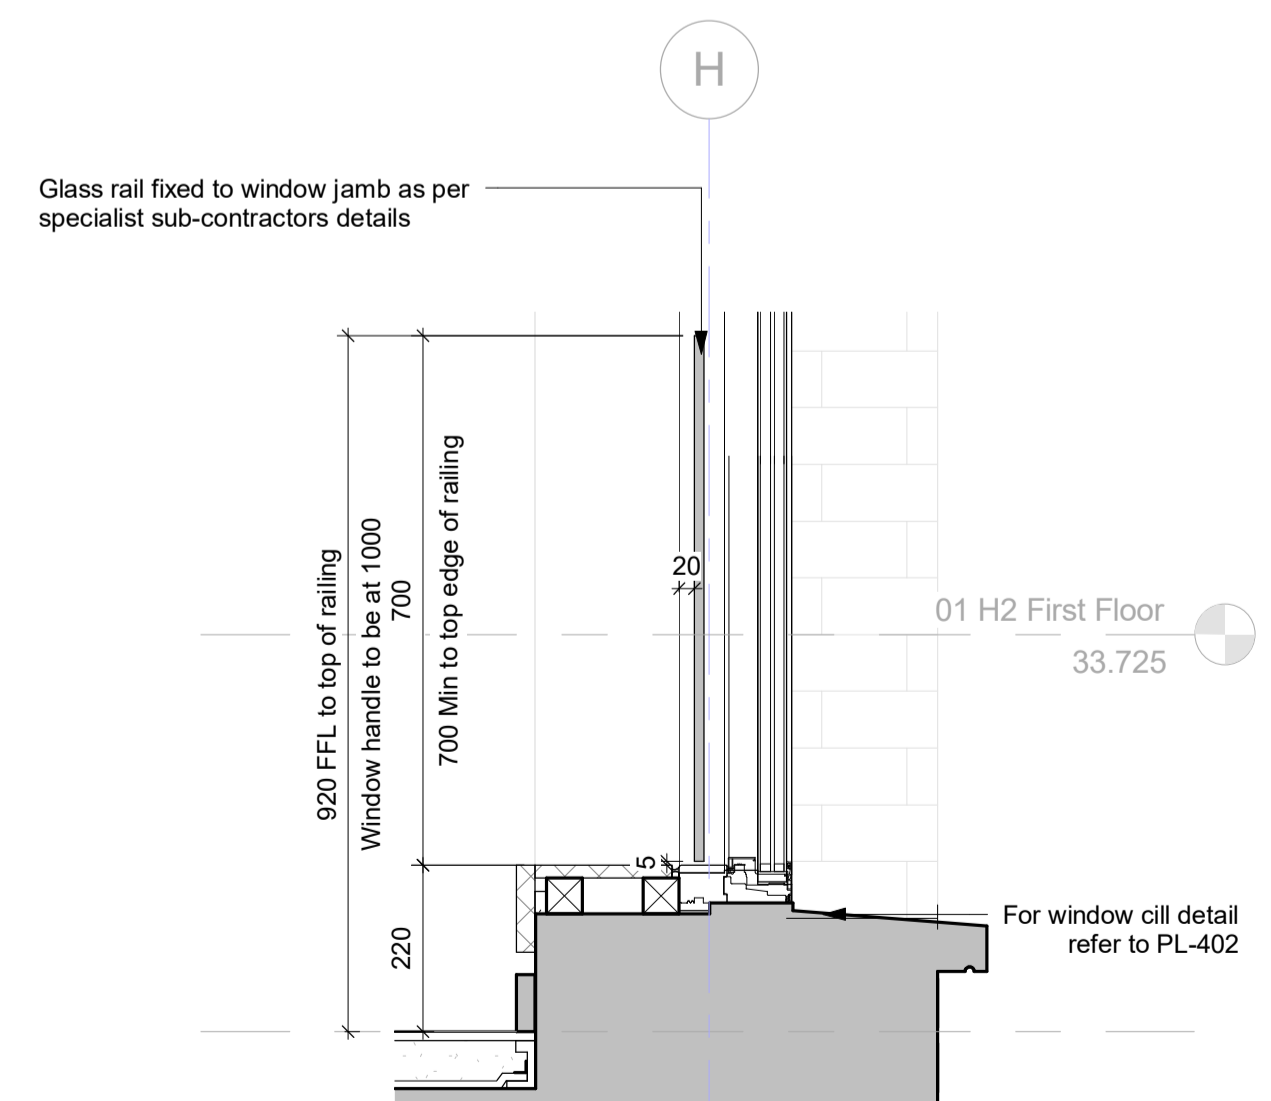 H
Glass rail fixed to window jamb as per
specialist sub-contractors details
920 FFL to top of railing
Window handle to be at 1000
700
700 Min to top edge of railing
20
01 H2 First Floor
33.725
5
220
For window cill detail
refer to PL-402